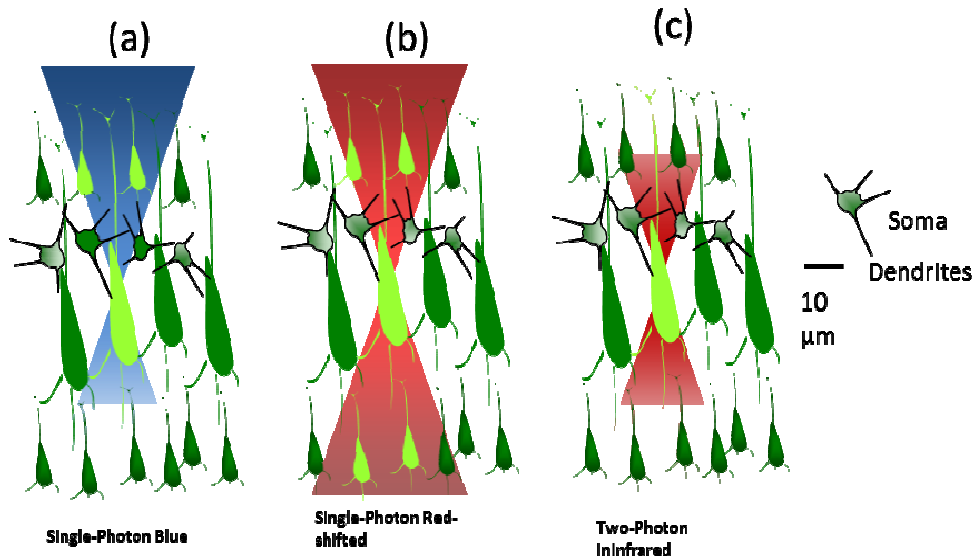 (a)
(b)
(c)
Soma
Dendrites
10
μm
Single-Photon Blue
Single-Photon Red-
shifted
Two-Photon
Ininfrared